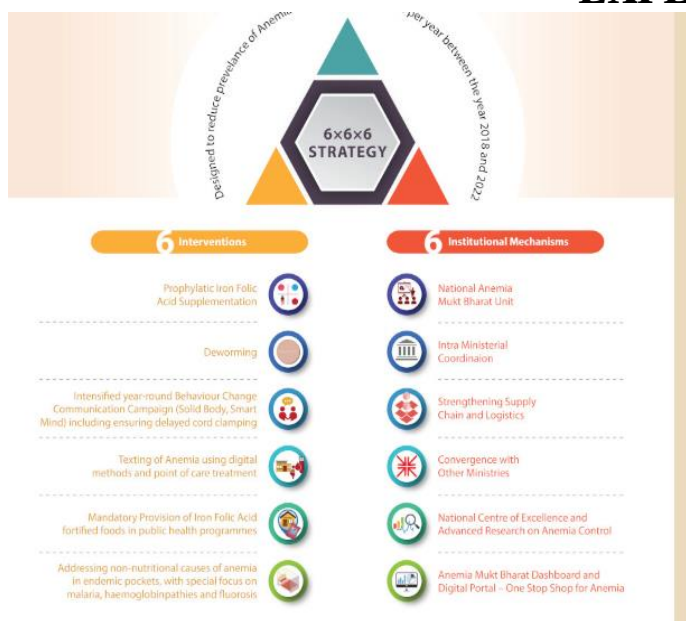 EXPL
Designed to reduce prevelance of Anemia
per year between the year 2018 and 2022
6×6×6
STRATEGY
6 Interventions
Prophylatic Iron Folic
Acid Supplementation
Deworming
Intensified year-round Behaviour Change
Communication Campaign (Solid Body, Smart
Mind) including ensuring delayed cord clamping
Texting of Anemia using digital
methods and point of care treatment
Mandatory Provision of Iron Folic Acid
fortified foods in public health programmes
Addressing non-nutritional causes of anemia
in endemic pockets. with special focus on
malaria, haemoglobinpathies and fluorosis
6 Institutional Mechanisms
National Anemia
Mukt Bharat Unit
Intra Ministerial
Coordinaion
Strengthening Supply
Chain and Logistics
Convergence with
Other Ministries
National Centre of Excellence and
Advanced Research on Anemia Control
Anemia Mukt Bharat Dashboard and
Digital Portal – One Stop Shop for Anemia